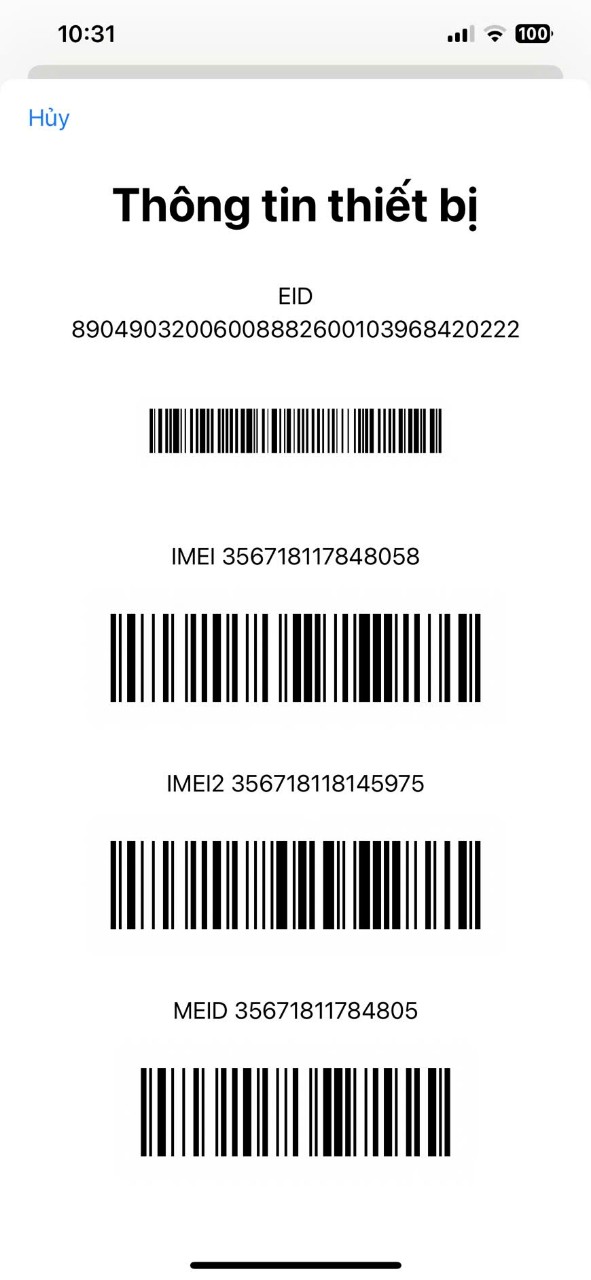 10:31
100
Hủy
Thông tin thiết bị
EID
89049032006008882600103968420222
IMEI 356718117848058
IMEI2 356718118145975
MEID 35671811784805